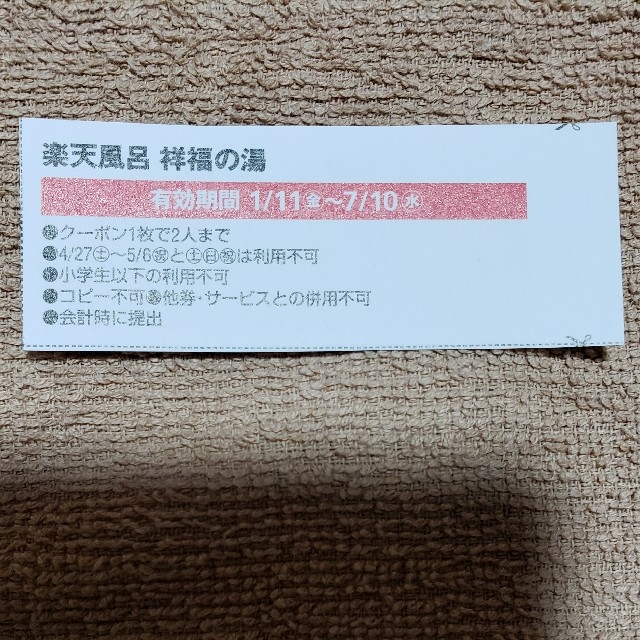 楽天風呂 祥福の湯
有効期間 1/11㊎～7/10㊌
クーポン1枚で2人まで
4/27㊏～5/6㊗と㊏㊐㊗は利用不可
小学生以下の利用不可
コピー不可 他券・サービスとの併用不可
会計時に提出